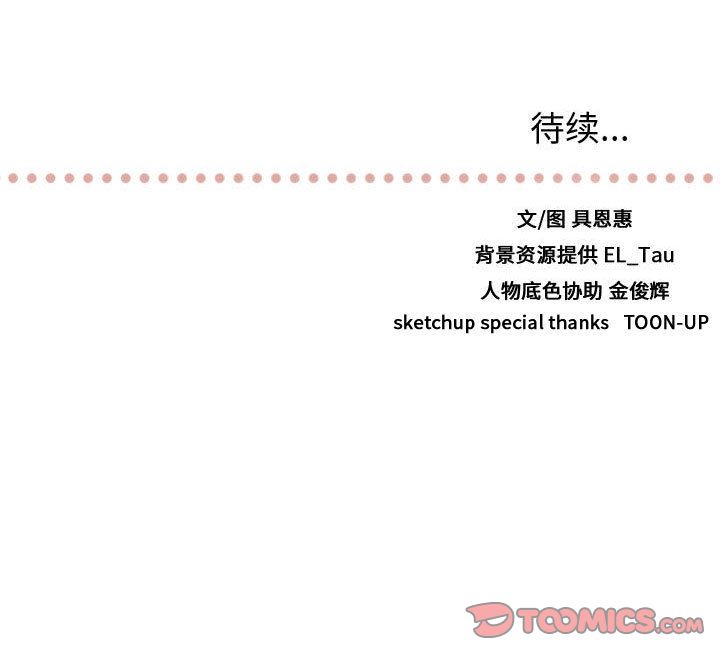 待续...
文/图 具恩惠
背景资源提供 EL_Tau
人物底色协助 金俊辉
sketchup special thanks TOON-UP
TOOMICS.COM